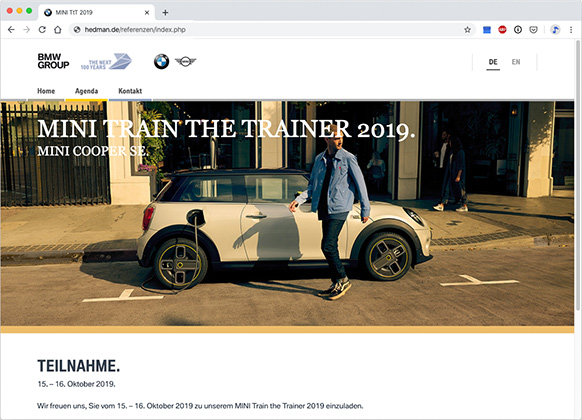 MINI TtT 2019
hedman.de/referenzen/index.php
BMW
GROUP
THE NEXT
100 YEARS
DE
EN
Home
Agenda
Kontakt
MINI TRAIN THE TRAINER 2019.
MINI COOPER SE.
TEILNAHME.
15. – 16. Oktober 2019.
Wir freuen uns, Sie vom 15. – 16. Oktober 2019 zu unserem MINI Train the Trainer 2019 einzuladen.